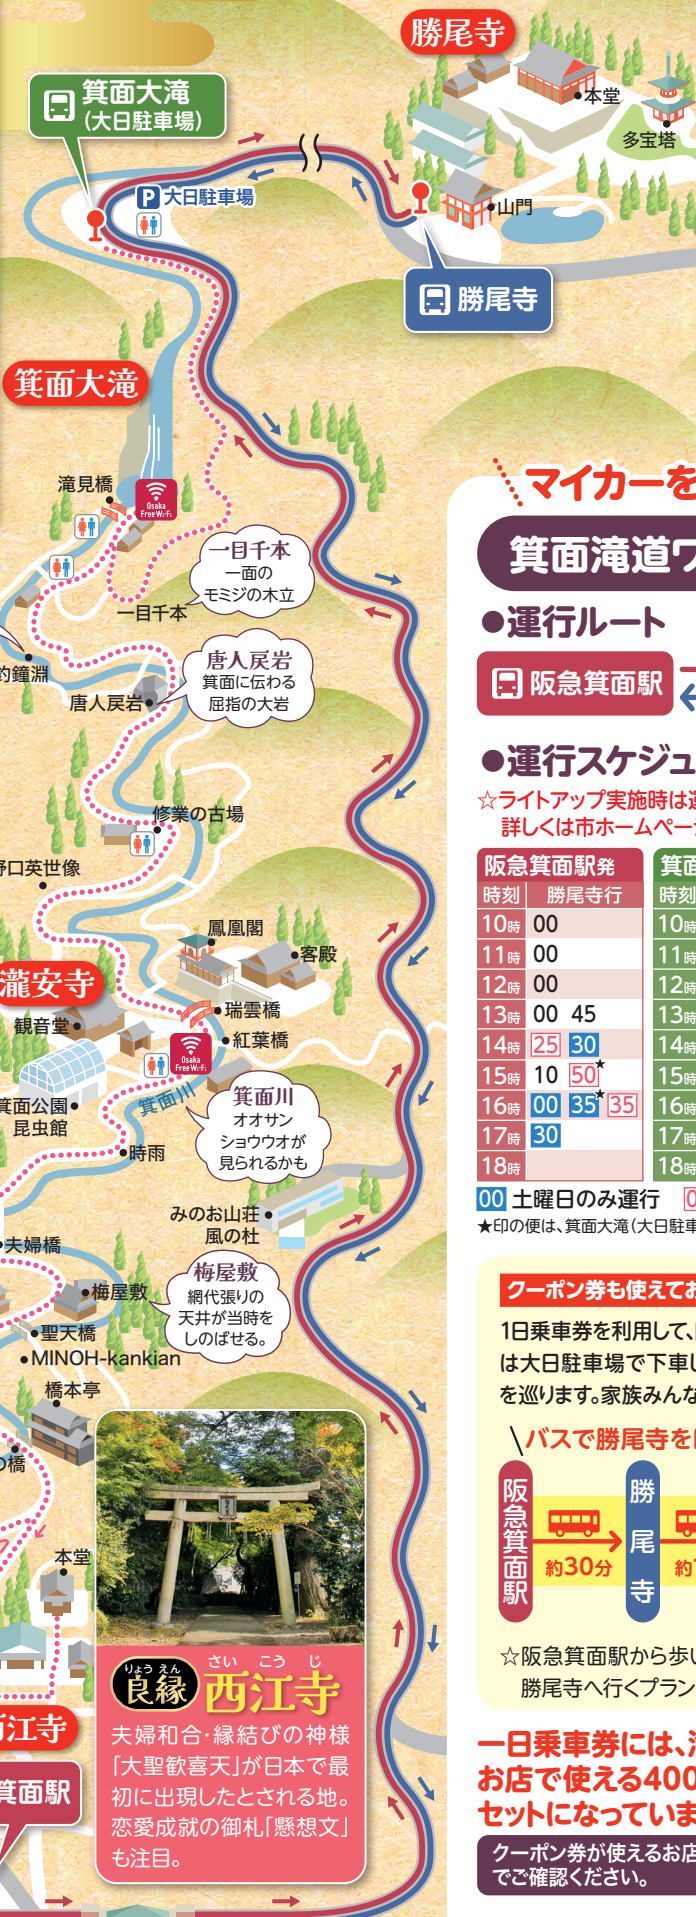 勝尾寺
箕面大滝
(大日駐車場)
本堂
多宝塔
P 大日駐車場
山門
勝尾寺
箕面大滝
滝見橋
Osaka
Free Wi-Fi
一目千本
一面の
モミジの木立
一目千本
釣鐘淵
唐人戻岩
箕面に伝わる
屈指の大岩
唐人戻岩
修業の古場
野口英世像
鳳凰閣
客殿
瀧安寺
瑞雲橋
観音堂
紅葉橋
Osaka
Free Wi-Fi
箕面川
箕面公園
昆虫館
箕面川
オオサン
ショウウオが
見られるかも
時雨
みのお山荘
風の杜
夫婦橋
梅屋敷
網代張りの
天井が当時を
しのばせる。
梅屋敷
聖天橋
MINOH-kankian
橋本亭
の橋
本堂
江寺
箕面駅
りょう えん
良縁
さい こう じ
西江寺
夫婦和合・縁結びの神様
「大聖歓喜天」が日本で最
初に出現したとされる地。
恋愛成就の御札「懸想文」
も注目。
マイカーを
箕面滝道ワ
●運行ルート
阪急箕面駅
●運行スケジュ
☆ライトアップ実施時は運
詳しくは市ホームペー
阪急箕面駅発 箕面
時刻 勝尾寺行 時刻
10時 00 10時
11時 00 11時
12時 00 12時
13時 00 45 13時
14時 25 30 14時
15時 10 50★ 15時
16時 00 35★ 35 16時
17時 30 17時
18時 18時
00 土曜日のみ運行 0
★印の便は、箕面大滝(大日駐車
クーポン券も使えてお
1日乗車券を利用して、
は大日駐車場で下車し
を巡ります。家族みんな
バスで勝尾寺を
阪急箕面駅
約30分
勝尾寺
約
☆阪急箕面駅から歩い
勝尾寺へ行くプラン
一日乗車券には、
お店で使える400
セットになっていま
クーポン券が使えるお店
でご確認ください。